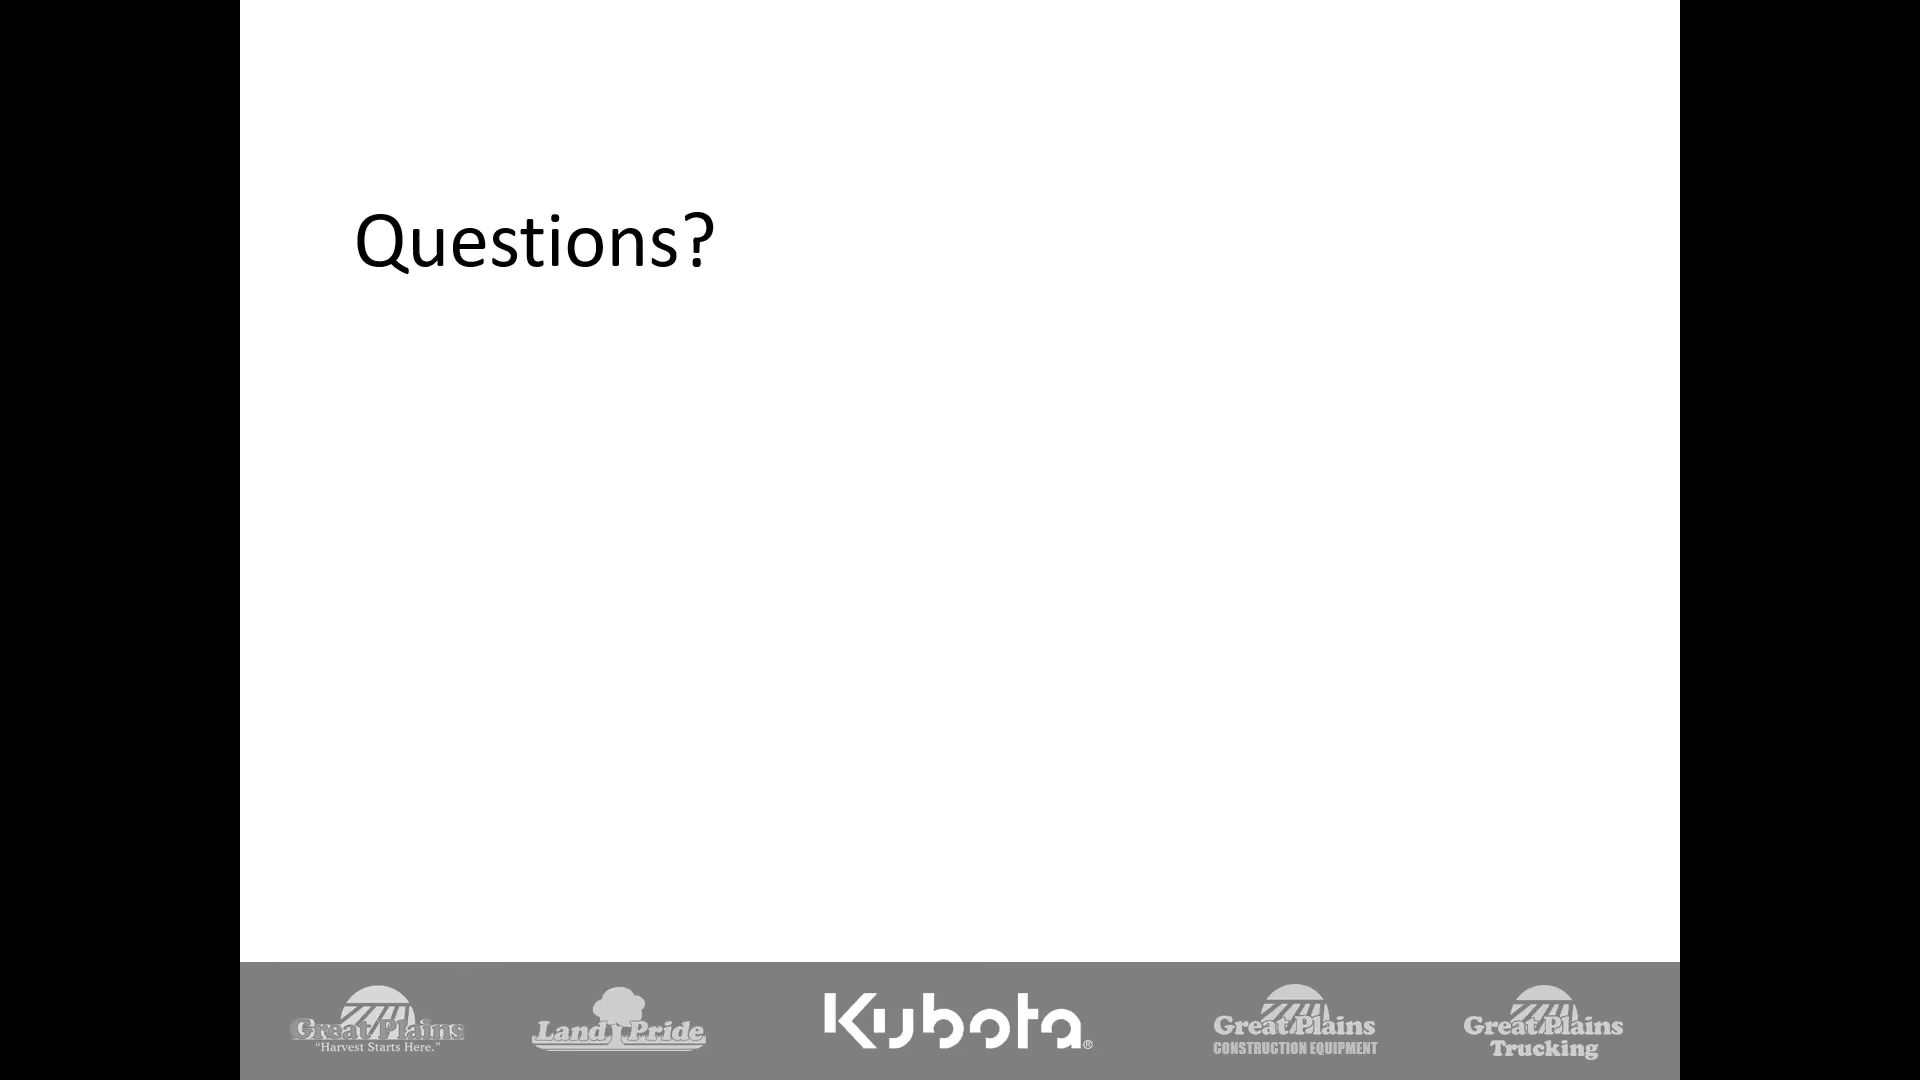 Questions?
Great Plains
"Harvest Starts Here."
Land Pride
Kubota®
Great Plains
CONSTRUCTION EQUIPMENT
Great Plains
Trucking